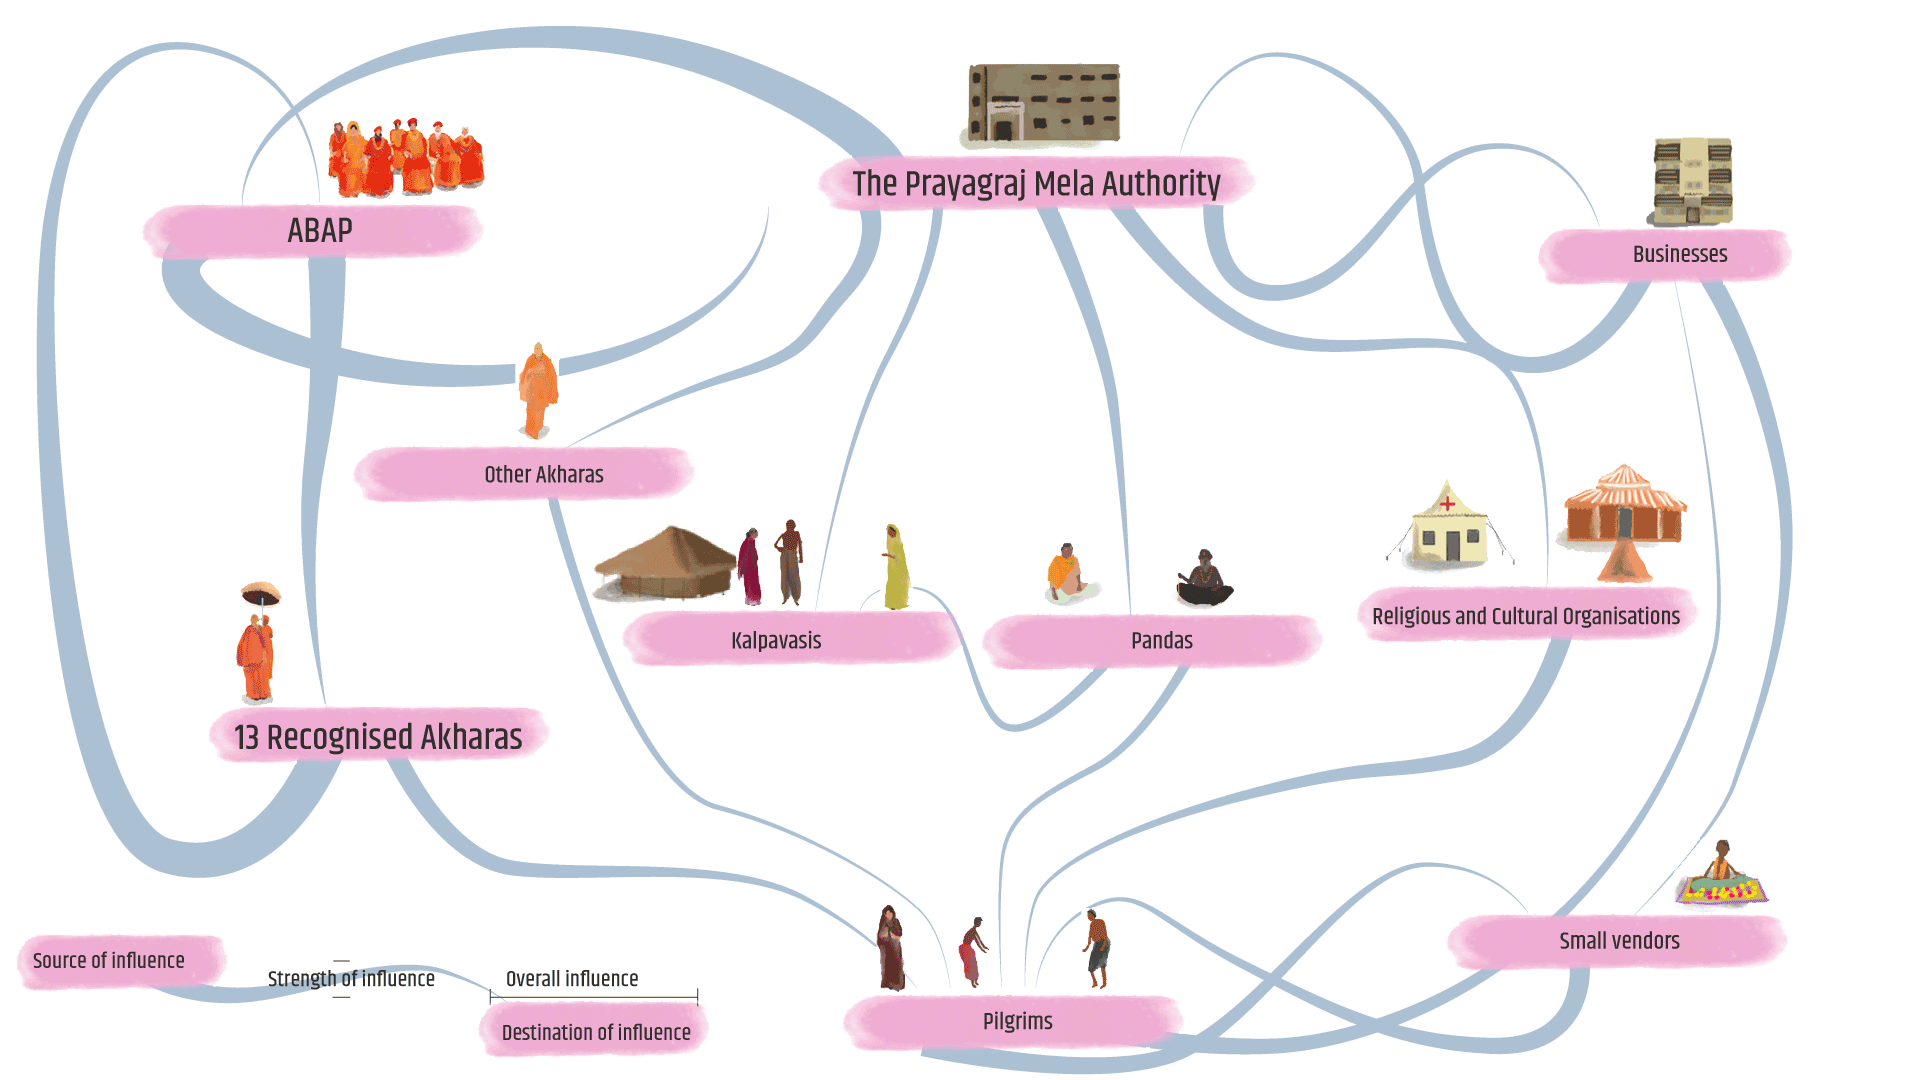 The Prayagraj Mela Authority
ABAP
Businesses
Other Akharas
Religious and Cultural Organisations
Kalpavasis
Pandas
13 Recognised Akharas
Small vendors
Source of influence
Strength of influence
Overall influence
Pilgrims
Destination of influence